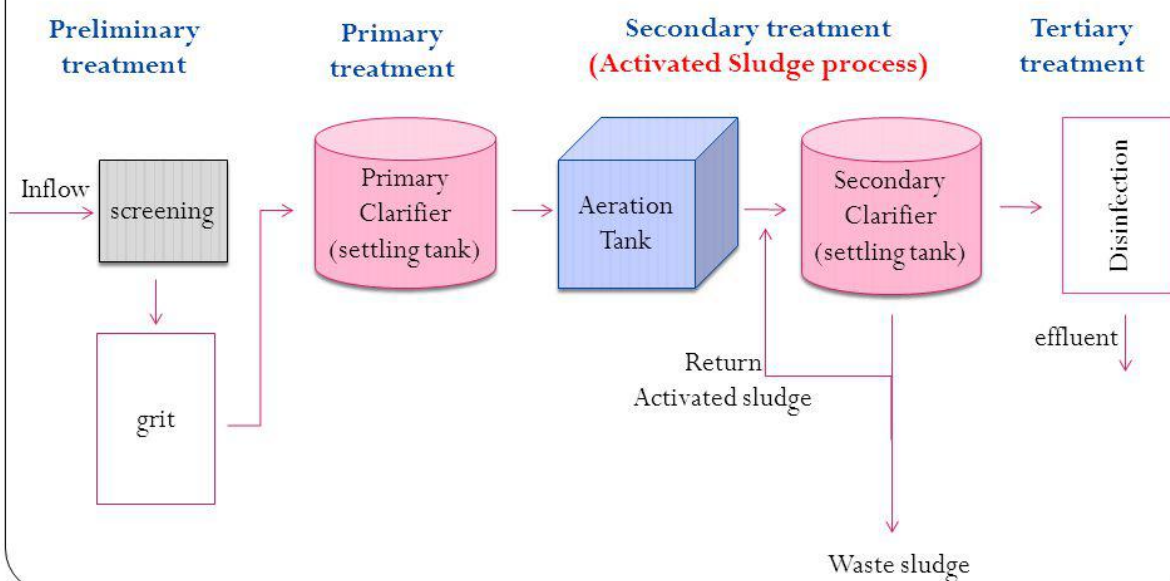 Preliminary
treatment
Primary
treatment
Secondary treatment
(Activated Sludge process)
Tertiary
treatment
Inflow
screening
grit
Primary
Clarifier
(settling tank)
Aeration
Tank
Secondary
Clarifier
(settling tank)
Disinfection
effluent
Return
Activated sludge
Waste sludge